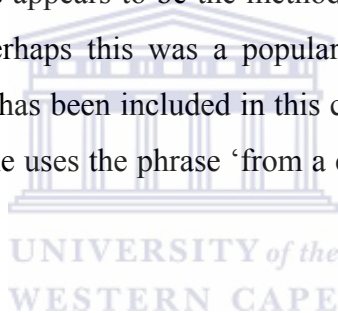 appears to be the method
erhaps this was a popular
has been included in this c
e uses the phrase ‘from a
UNIVERSITY of the
WESTERN CAPE